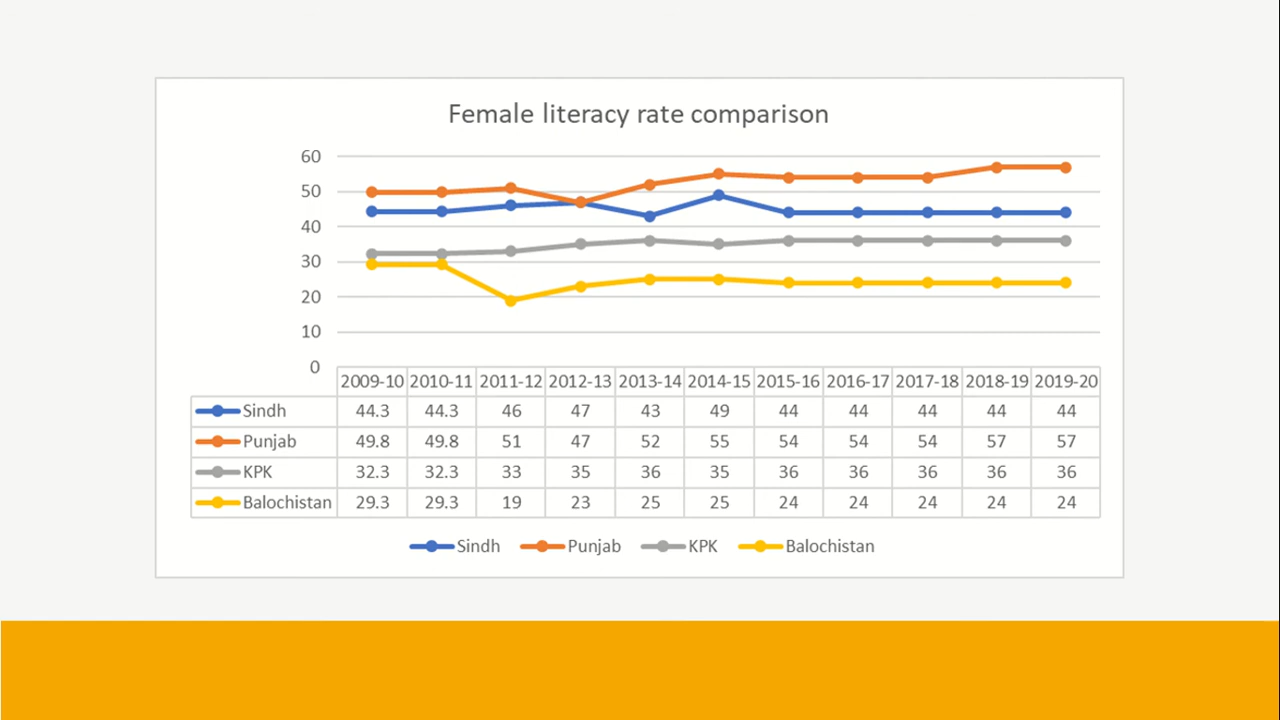 Female literacy rate comparison
60
50
40
30
20
10
0
2009-10 2010-11 2011-12 2012-13 2013-14 2014-15 2015-16 2016-17 2017-18 2018-19 2019-20
Sindh 44.3 44.3 46 47 43 49 44 44 44 44 44
Punjab 49.8 49.8 51 47 52 55 54 54 54 57 57
KPK 32.3 32.3 33 35 36 35 36 36 36 36 36
Balochistan 29.3 29.3 19 23 25 25 24 24 24 24 24
Sindh Punjab KPK Balochistan